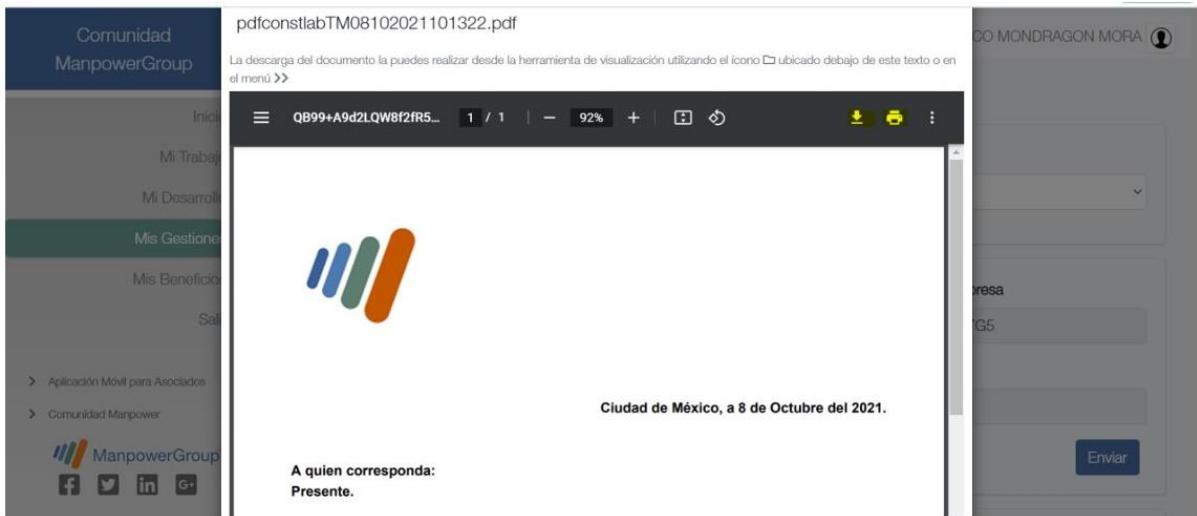 Comunidad
ManpowerGroup
Inici
Mi Trabaj
Mi Desarroll
Mis Gestione
Mis Beneficio
Sali
Aplicación Móvil para Asociados
Comunidad Manpower
ManpowerGroup
pdfconstlabTM08102021101322.pdf
La descarga del documento la puedes realizar desde la herramienta de visualización utilizando el ícono ubicado debajo de este texto o en
el menú >>
QB99+A9d2LQW8f2fR5... 1 / 1 | − 92% +
Ciudad de México, a 8 de Octubre del 2021.
A quien corresponda:
Presente.
CO MONDRAGON MORA
presa
G5
Enviar